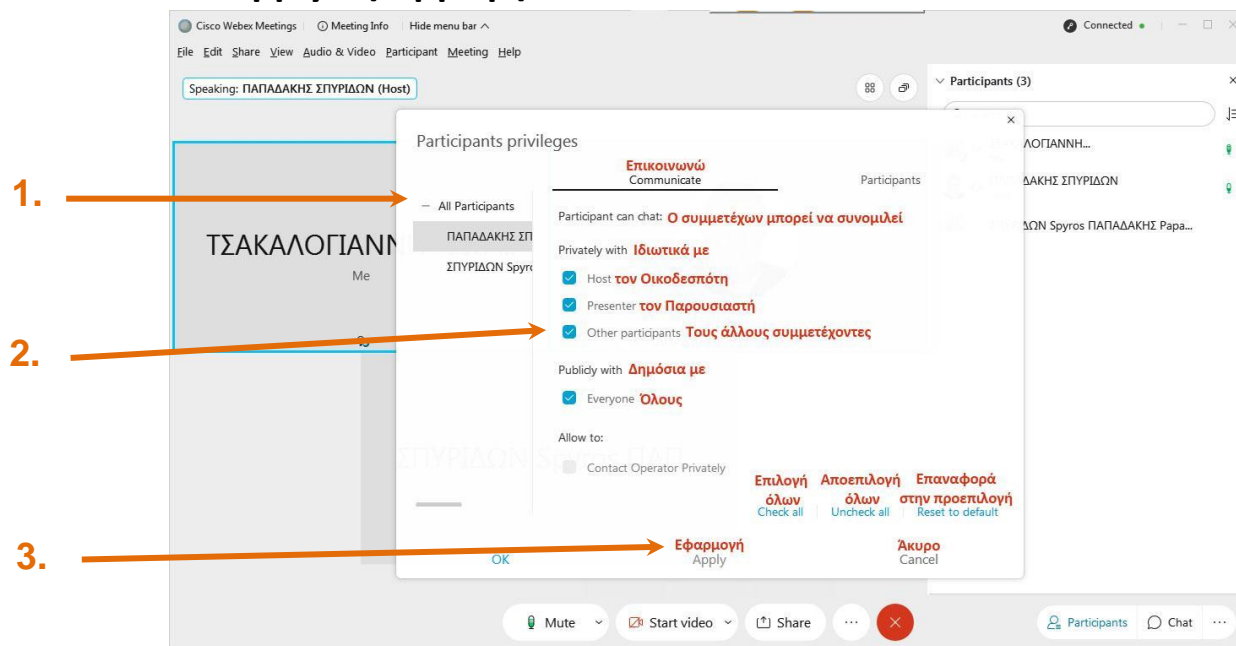 Cisco Webex Meetings Meeting Info Hide menu bar Connected
File Edit Share View Audio & Video Participant Meeting Help
Speaking: ΠΑΠΑΔΑΚΗΣ ΣΠΥΡΙΔΩΝ (Host)
Participants (3)
Participants privileges
Επικοινωνώ
Communicate Participants
1.
All Participants
ΠΑΠΑΔΑΚΗΣ ΣΠ
ΣΠΥΡΙΔΩΝ Spyro
Participant can chat: Ο συμμετέχων μπορεί να συνομιλεί
Privately with Ιδιωτικά με
Host τον Οικοδεσπότη
Presenter τον Παρουσιαστή
Other participants Τους άλλους συμμετέχοντες
2.
Publicly with Δημόσια με
Everyone Όλους
Allow to:
Contact Operator Privately
Επιλογή όλων
Check all
Αποεπιλογή όλων
Uncheck all
Επαναφορά στην προεπιλογή
Reset to default
3.
OK
Εφαρμογή
Apply
Άκυρο
Cancel
ΤΣΑΚΑΛΟΓΙΑΝΝ
Me
ΛΟΓΙΑΝΝΗ...
ΔΑΚΗΣ ΣΠΥΡΙΔΩΝ
ΔΩΝ Spyros ΠΑΠΑΔΑΚΗΣ Papa...
Mute Start video Share
Participants Chat